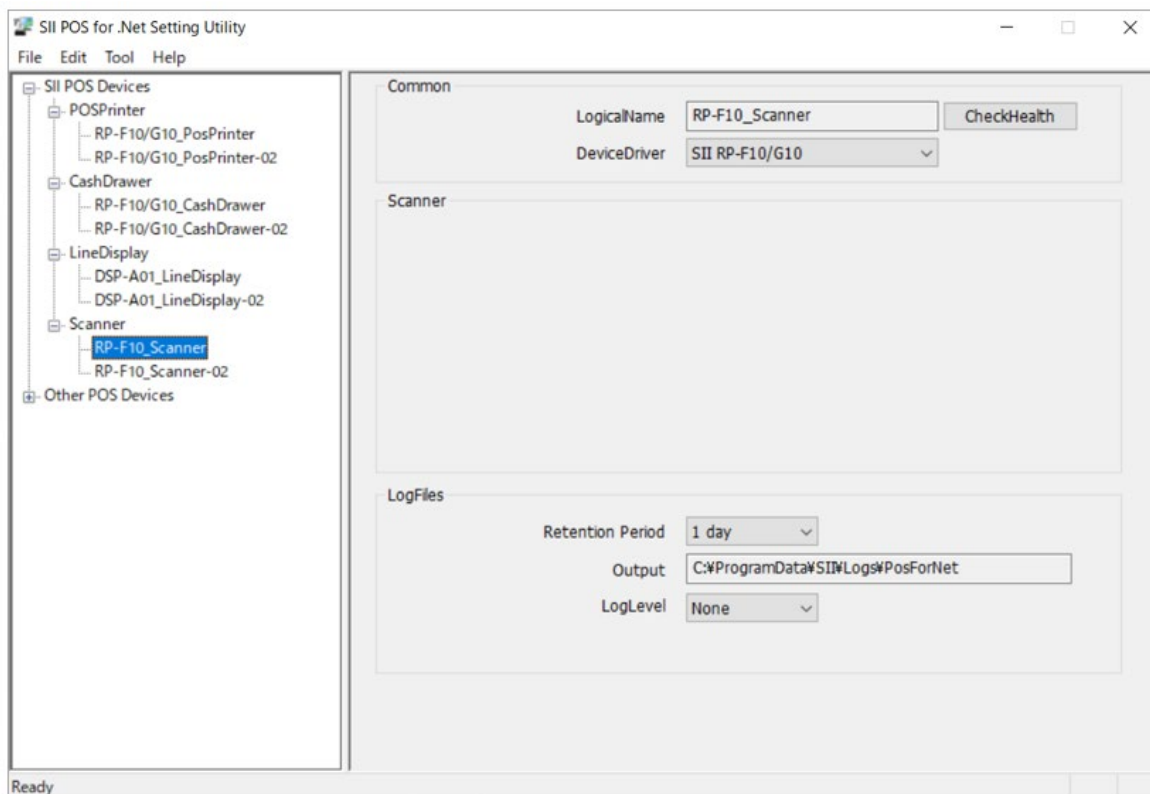 SII POS for .Net Setting Utility
File Edit Tool Help
SII POS Devices
POSPrinter
RP-F10/G10_PosPrinter
RP-F10/G10_PosPrinter-02
CashDrawer
RP-F10/G10_CashDrawer
RP-F10/G10_CashDrawer-02
LineDisplay
DSP-A01_LineDisplay
DSP-A01_LineDisplay-02
Scanner
RP-F10_Scanner
RP-F10_Scanner-02
Other POS Devices
Common
LogicalName RP-F10_Scanner CheckHealth
DeviceDriver SII RP-F10/G10
Scanner
LogFiles
Retention Period 1 day
Output C:¥ProgramData¥SII¥Logs¥PosForNet
LogLevel None
Ready